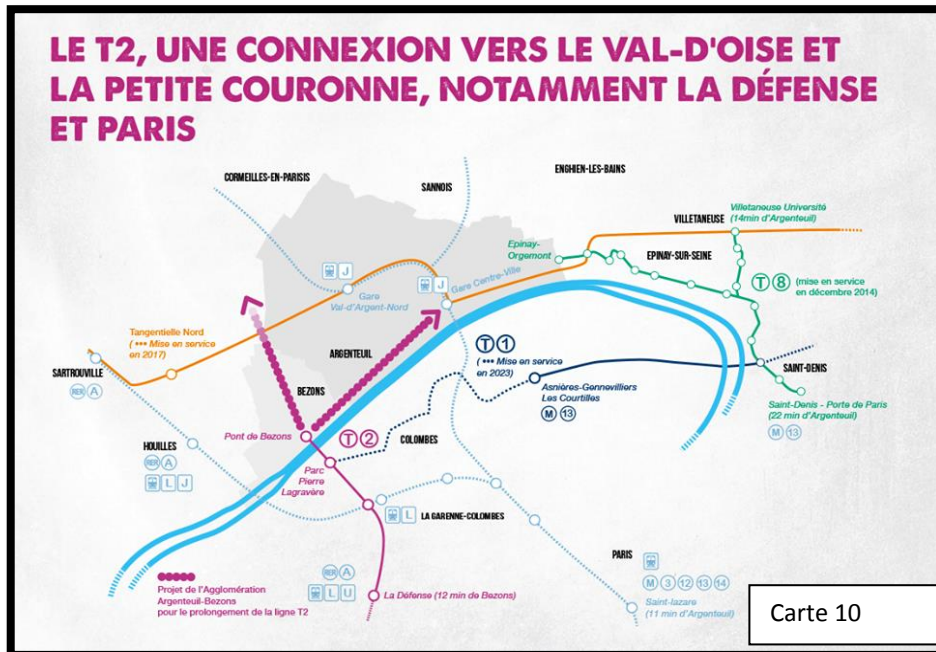 LE T2, UNE CONNEXION VERS LE VAL-D'OISE ET
LA PETITE COURONNE, NOTAMMENT LA DÉFENSE
ET PARIS
ENGHIEN-LES-BAINS
CORMEILLES-EN-PARISIS
SANNOIS
Villetaneuse Université
(14min d'Argenteuil)
VILLETANEUSE
Epinay-
Orgemont
EPINAY-SUR-SEINE
J
J
Gare Centre-Ville
Gare
Val-d'Argent-Nord
T 8 (mise en service
en décembre 2014)
Tangentielle Nord
( ••• Mise en service
en 2017)
ARGENTEUIL
T 1
( ••• Mise en service
en 2023)
SARTROUVILLE
RER A
BEZONS
SAINT-DENIS
Asnières-Gennevilliers
Les Courtilles
M 13
Saint-Denis - Porte de Paris
(22 min d'Argenteuil)
M 13
Pont de Bezons
T 2
COLOMBES
HOUILLES
RER A
L J
Parc
Pierre
Lagravère
L
LA GARENNE-COLOMBES
PARIS
M 3 12 13 14
Saint-lazare
(11 min d'Argenteuil)
RER A
L U
La Défense (12 min de Bezons)
Projet de l'Agglomération
Argenteuil-Bezons
pour le prolongement de la ligne T2
Carte 10